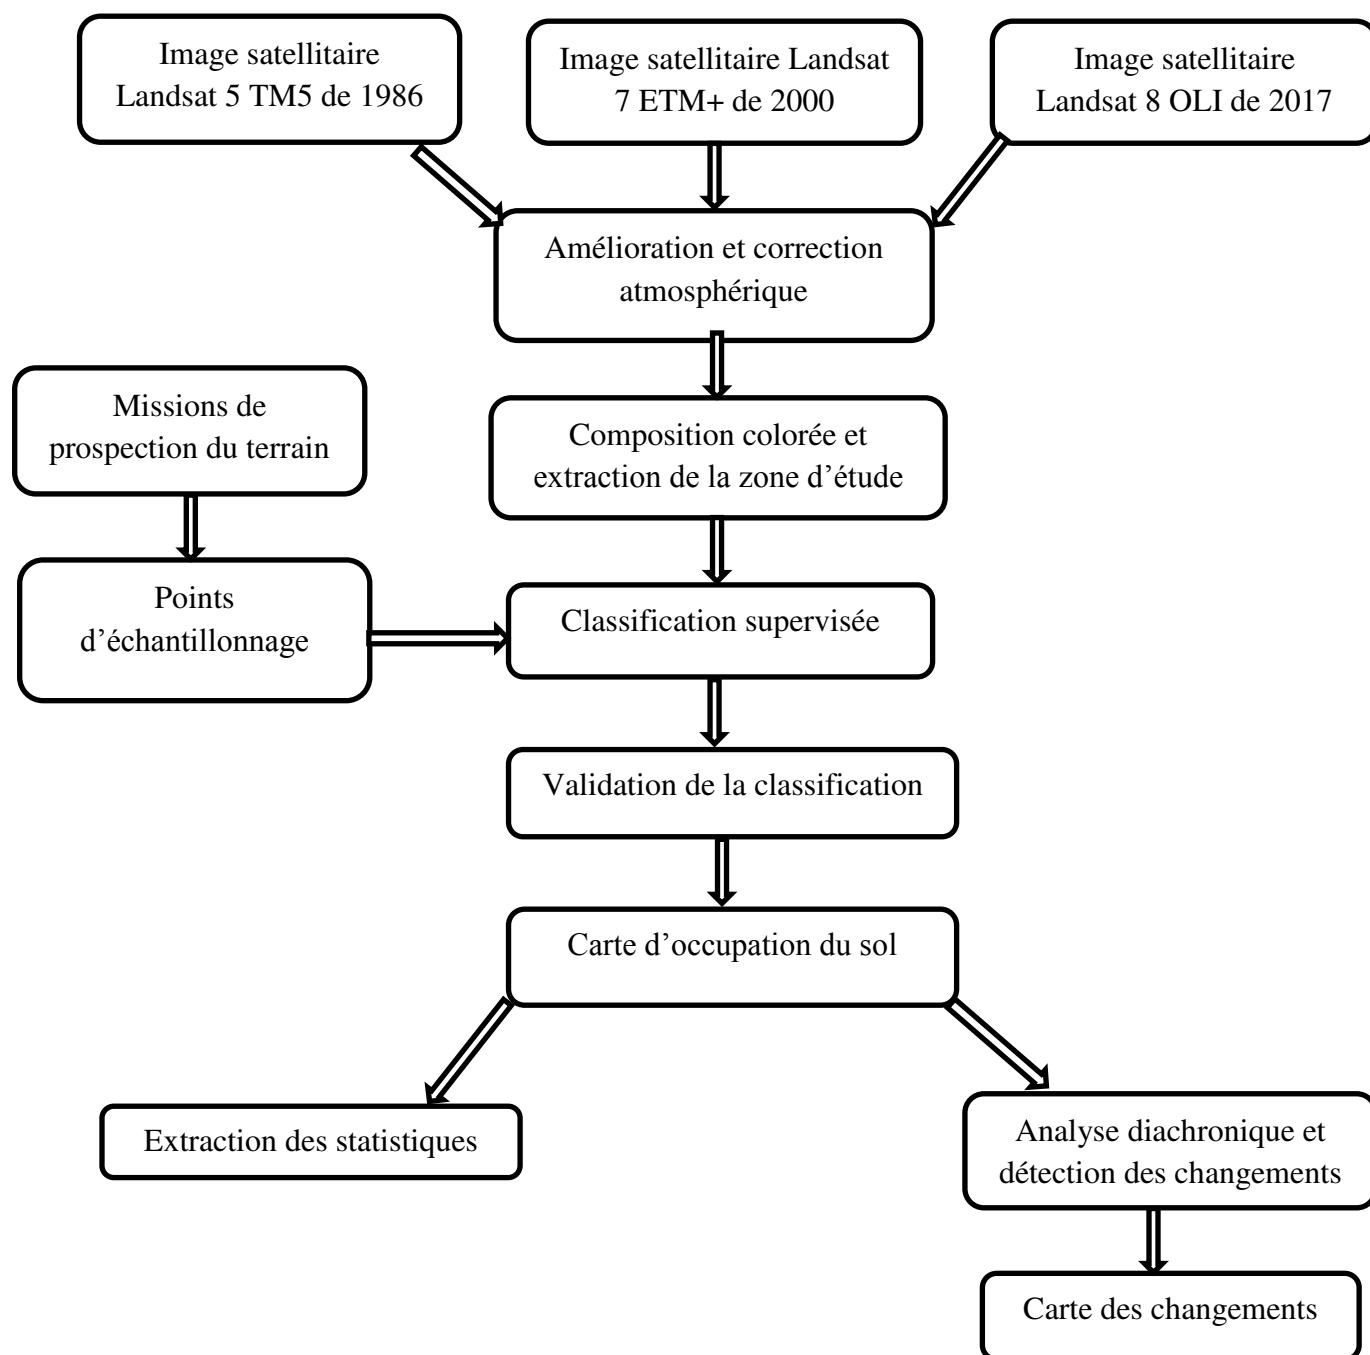 Image satellitaire
Landsat 5 TM5 de 1986
Image satellitaire Landsat
7 ETM+ de 2000
Image satellitaire
Landsat 8 OLI de 2017
Amélioration et correction
atmosphérique
Missions de
prospection du terrain
Composition colorée et
extraction de la zone d’étude
Points
d’échantillonnage
Classification supervisée
Validation de la classification
Carte d’occupation du sol
Extraction des statistiques
Analyse diachronique et
détection des changements
Carte des changements